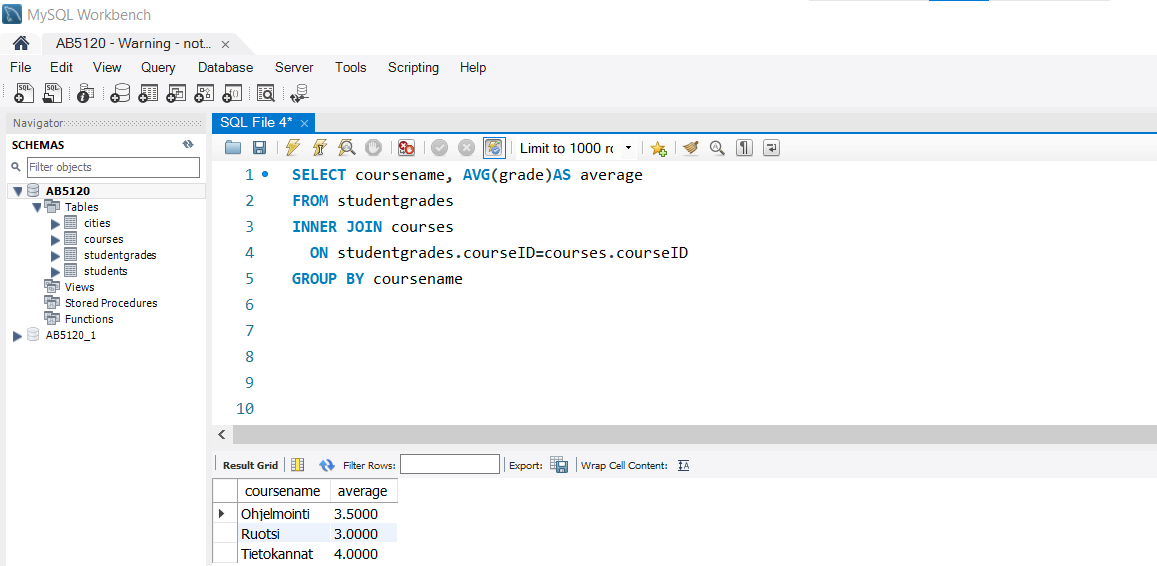 MySQL Workbench
AB5120 - Warning - not...
File Edit View Query Database Server Tools Scripting Help
Navigator
SCHEMAS
Filter objects
AB5120
Tables
cities
courses
studentgrades
students
Views
Stored Procedures
Functions
AB5120_1
SQL File 4*
Limit to 1000 rc
1 SELECT coursename, AVG(grade)AS average
2 FROM studentgrades
3 INNER JOIN courses
4 ON studentgrades.courseID=courses.courseID
5 GROUP BY coursename
6
7
8
9
10
Result Grid Filter Rows: Export: Wrap Cell Content:
coursename average
Ohjelmointi 3.5000
Ruotsi 3.0000
Tietokannat 4.0000